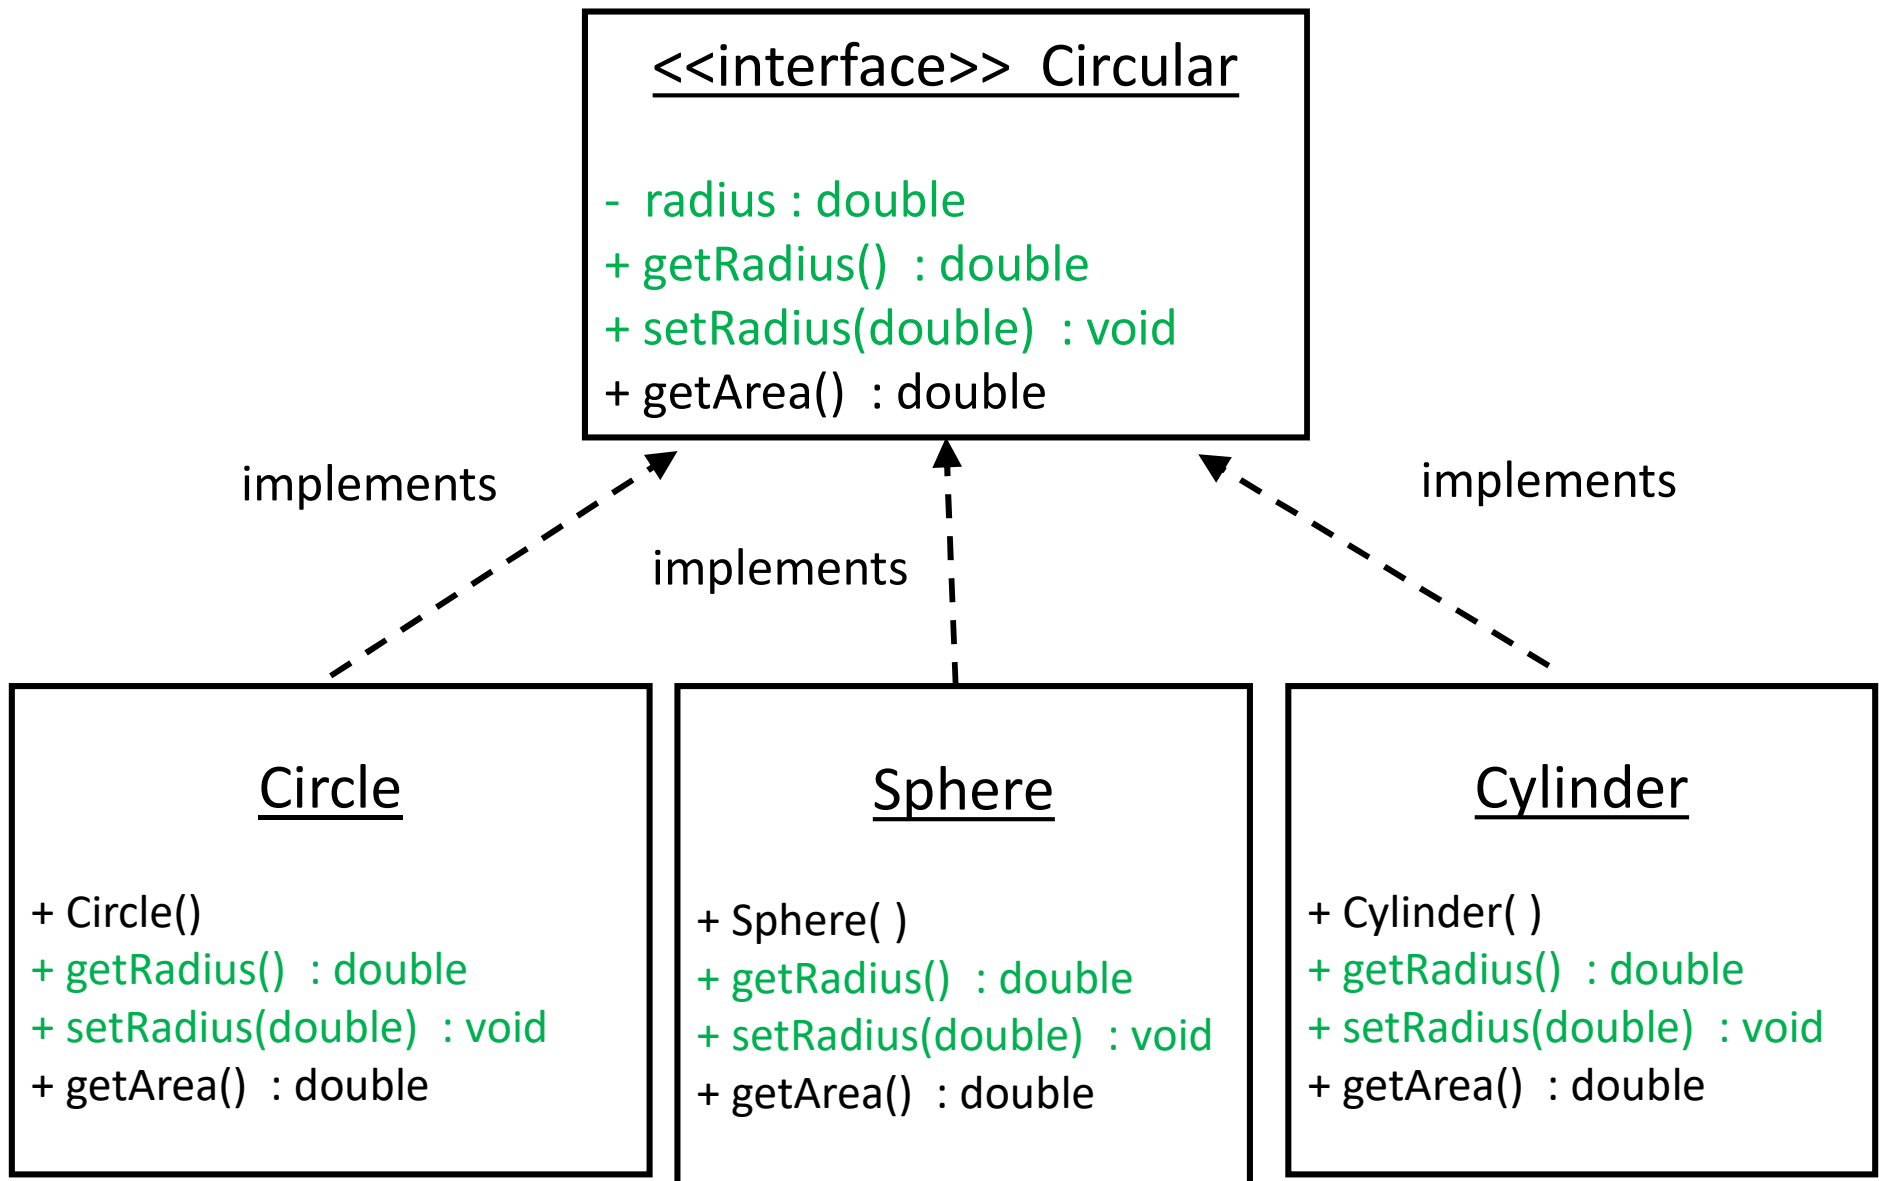 <<interface>> Circular
- radius : double
+ getRadius() : double
+ setRadius(double) : void
+ getArea() : double
implements
implements
implements
Circle
+ Circle()
+ getRadius() : double
+ setRadius(double) : void
+ getArea() : double
Sphere
+ Sphere( )
+ getRadius() : double
+ setRadius(double) : void
+ getArea() : double
Cylinder
+ Cylinder( )
+ getRadius() : double
+ setRadius(double) : void
+ getArea() : double